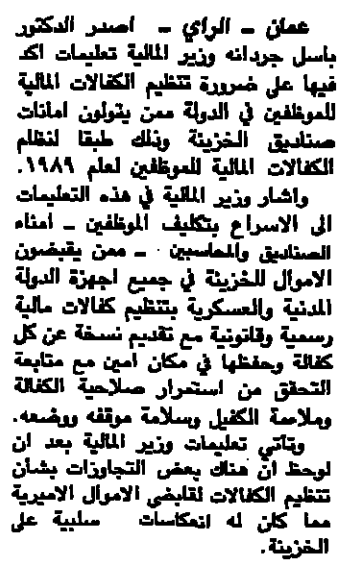 عمان ـ الراي ـ اصدر الدكتور
باسل جردانه وزير المالية تعليمات اكد
فيها على ضرورة تنظيم الكفالات المالية
للموظفين في الدولة ممن يتولون امانات
صناديق الخزينة وذلك طبقا لنظام
الكفالات المالية للموظفين لعام ١٩٨٩.
واشار وزير المالية في هذه التعليمات
الى الاسراع بتكليف الموظفين ـ امناء
الصناديق والمحاسبين ـ ممن يقبضون
الاموال للخزينة في جميع اجهزة الدولة
المدنية والعسكرية بتنظيم كفالات مالية
رسمية وقانونية مع تقديم نسخة عن كل
كفالة وحفظها في مكان امين مع متابعة
التحقق من استمرار صلاحية الكفالة
وملاءمة الكفيل وسلامة موقفه ووضعه.
وتأتي تعليمات وزير المالية بعد ان
لوحظ ان هناك بعض التجاوزات بشأن
تنظيم الكفالات لقابضي الاموال الاميرية
مما كان له انعكاسات سلبية على
الخزينة.